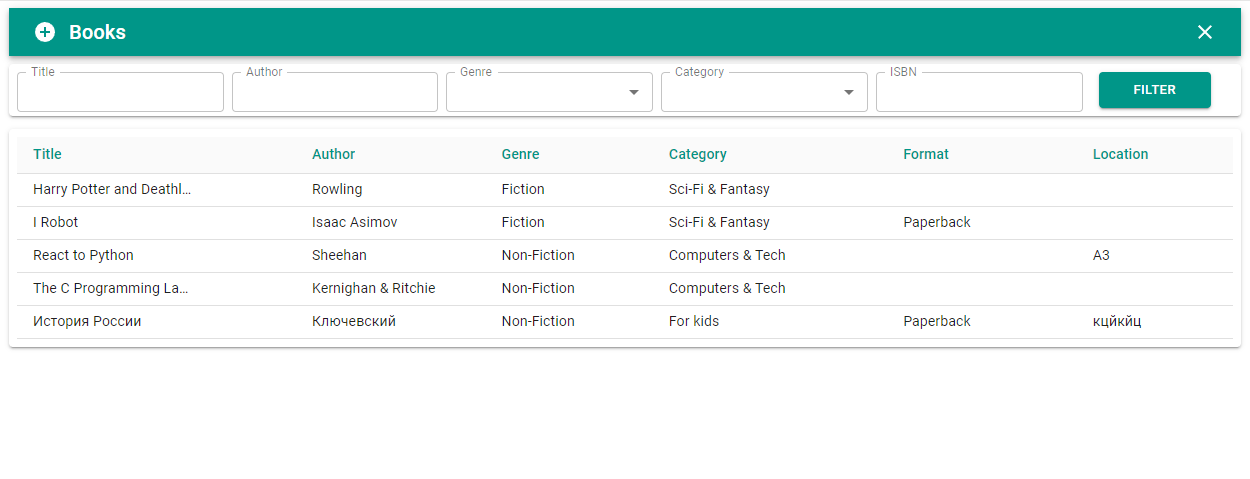 Books
Title Author Genre Category ISBN FILTER
Title Author Genre Category Format Location
Harry Potter and Deathl... Rowling Fiction Sci-Fi & Fantasy
I Robot Isaac Asimov Fiction Sci-Fi & Fantasy Paperback
React to Python Sheehan Non-Fiction Computers & Tech A3
The C Programming La... Kernighan & Ritchie Non-Fiction Computers & Tech
История России Ключевский Non-Fiction For kids Paperback кцйкйц